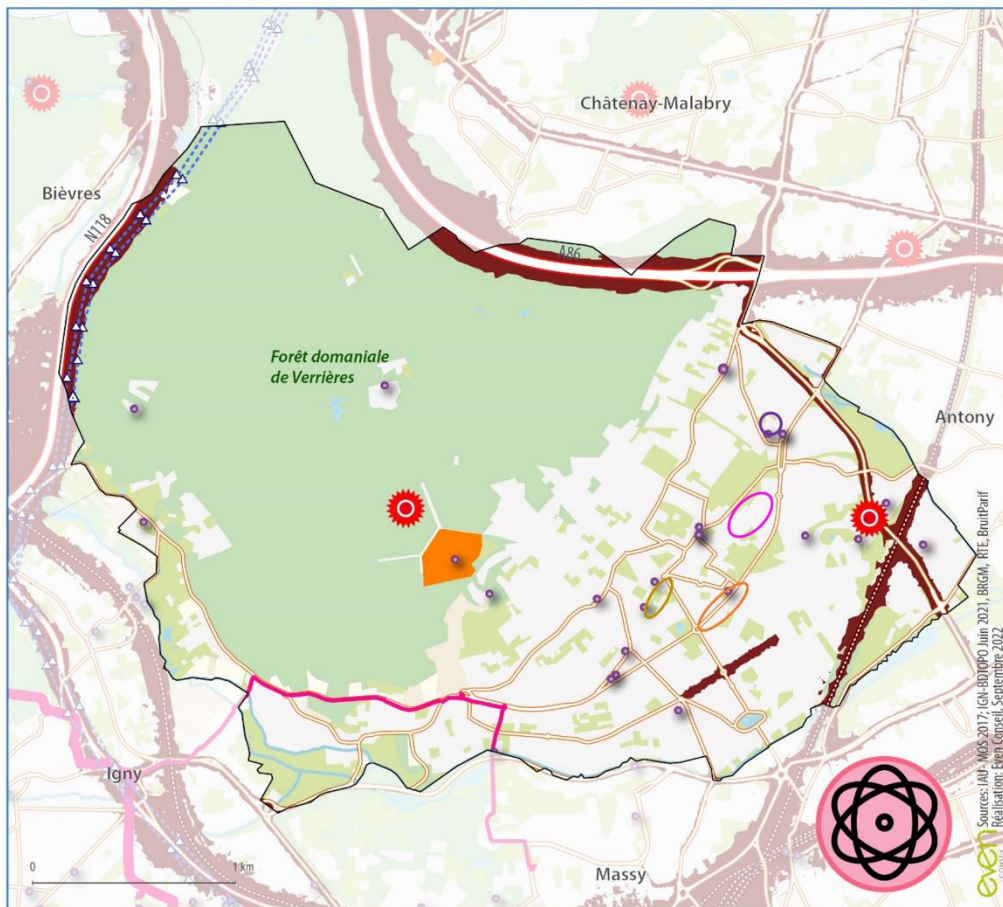 Châtenay-Malabry
Bièvres
N118
A86
Forêt domaniale
de Verrières
Antony
Igny
Massy
0 1 km
Sources: IAU- MOS 2017; IGN-BDTOPO Juin 2021, BRGM, RTE, BruitParif
Réalisation: Even Conseil, Septembre 2022
even
CONSEIL